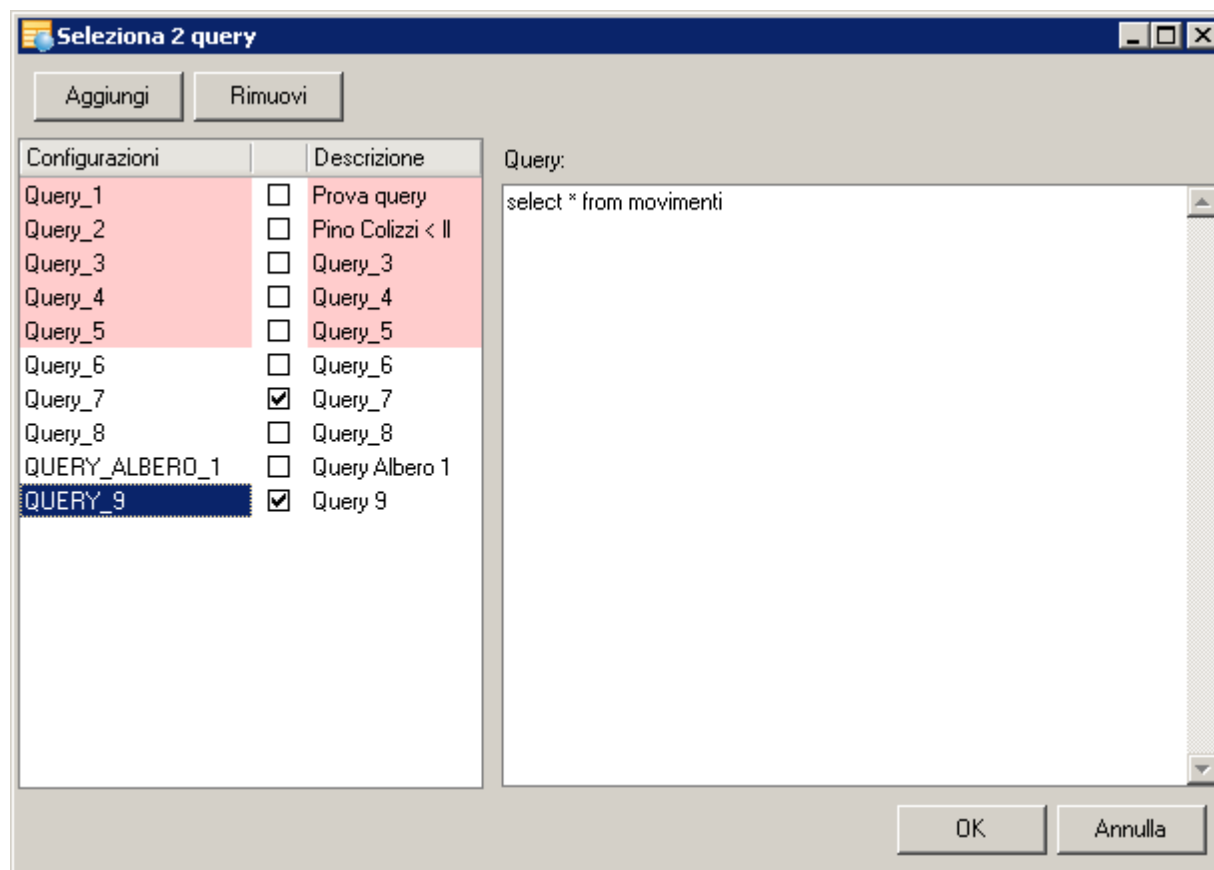 Seleziona 2 query
Aggiungi Rimuovi
Configurazioni Descrizione Query:
Query_1 Prova query select * from movimenti
Query_2 Pino Colizzi < Il
Query_3 Query_3
Query_4 Query_4
Query_5 Query_5
Query_6 Query_6
Query_7 Query_7
Query_8 Query_8
QUERY_ALBERO_1 Query Albero 1
QUERY_9 Query 9
OK Annulla